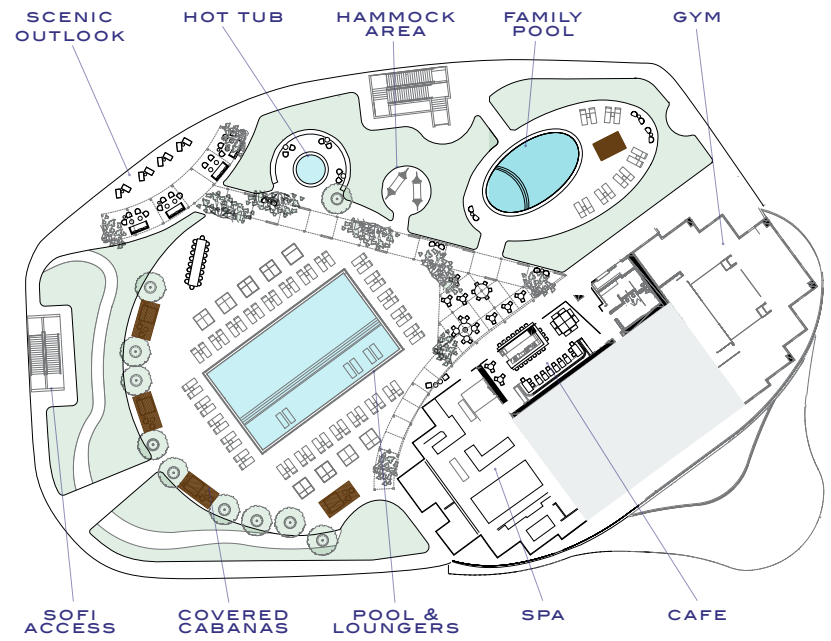 SCENIC
OUTLOOK
HOT TUB
HAMMOCK
AREA
FAMILY
POOL
GYM
SOFI
ACCESS
COVERED
CABANAS
POOL &
LOUNGERS
SPA
CAFE